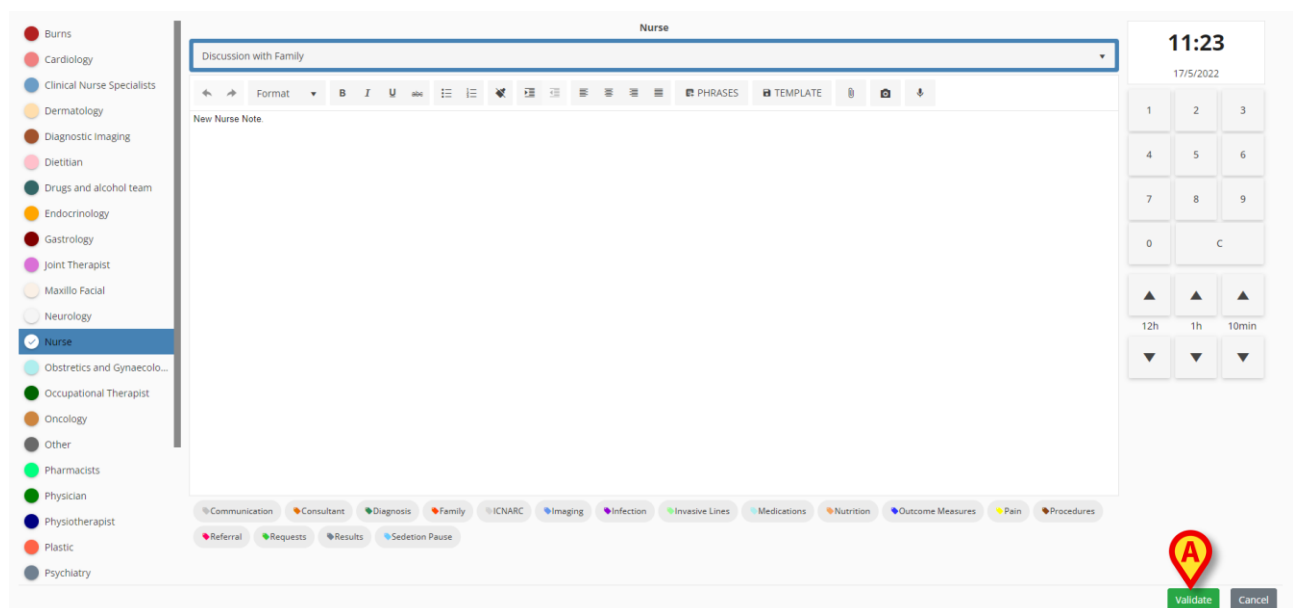 Burns
Cardiology
Clinical Nurse Specialists
Dermatology
Diagnostic Imaging
Dietitian
Drugs and alcohol team
Endocrinology
Gastrology
Joint Therapist
Maxillo Facial
Neurology
Nurse
Obstretics and Gynaecolo...
Occupational Therapist
Oncology
Other
Pharmacists
Physician
Physiotherapist
Plastic
Psychiatry
Nurse
Discussion with Family
Format B I U abc PHRASES TEMPLATE
New Nurse Note.
Communication Consultant Diagnosis Family ICNARC Imaging Infection Invasive Lines Medications Nutrition Outcome Measures Pain Procedures
Referral Requests Results Sedetion Pause
11:23
17/5/2022
1 2 3
4 5 6
7 8 9
0 C
12h 1h 10min
A
Validate Cancel